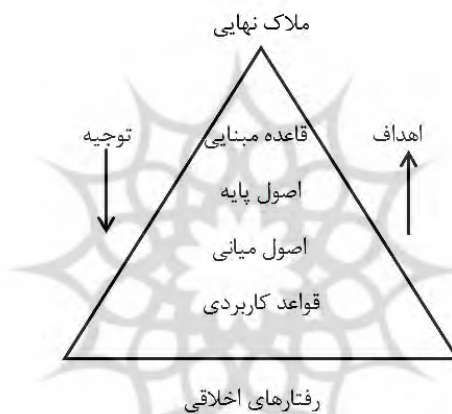 ملاک نهایی
قاعده مبنایی
توجیه
اهداف
اصول پایه
اصول میانی
قواعد کاربردی
رفتارهای اخلاقی